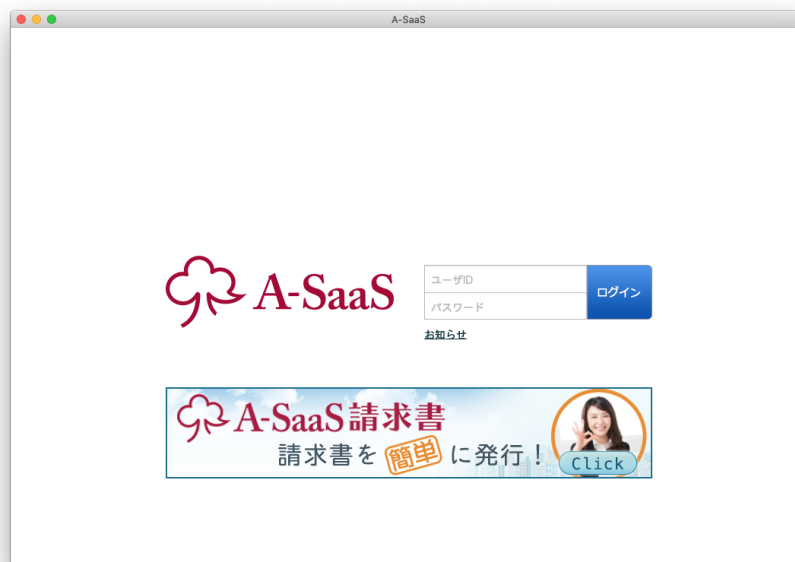 A-SaaS
A-SaaS
ユーザID
パスワード
ログイン
お知らせ
A-SaaS請求書
請求書を簡単に発行！
Click